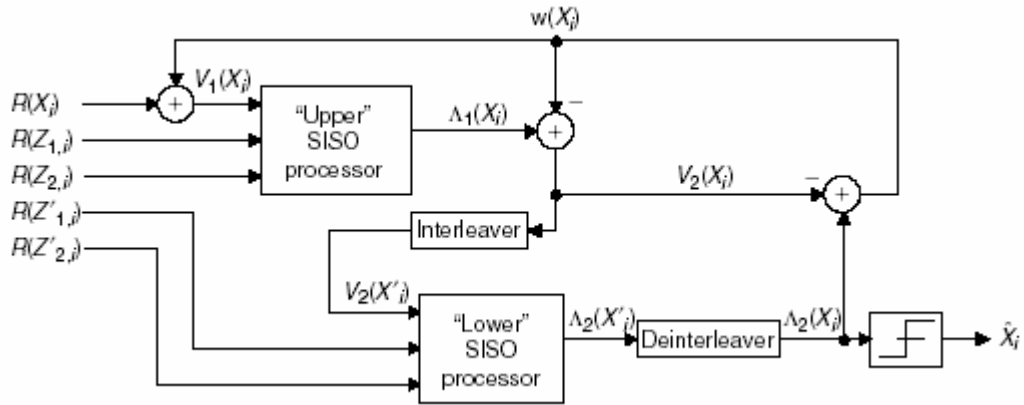 w(Xᵢ)
V₁(Xᵢ)
R(Xᵢ)
+
"Upper"
SISO
processor
Λ₁(Xᵢ)
−
+
R(Z₁,ᵢ)
R(Z₂,ᵢ)
V₂(Xᵢ)
−
+
R(Z'₁,ᵢ)
R(Z'₂,ᵢ)
Interleaver
V₂(X'ᵢ)
"Lower"
SISO
processor
Λ₂(X'ᵢ)
Deinterleaver
Λ₂(Xᵢ)
X̂ᵢ